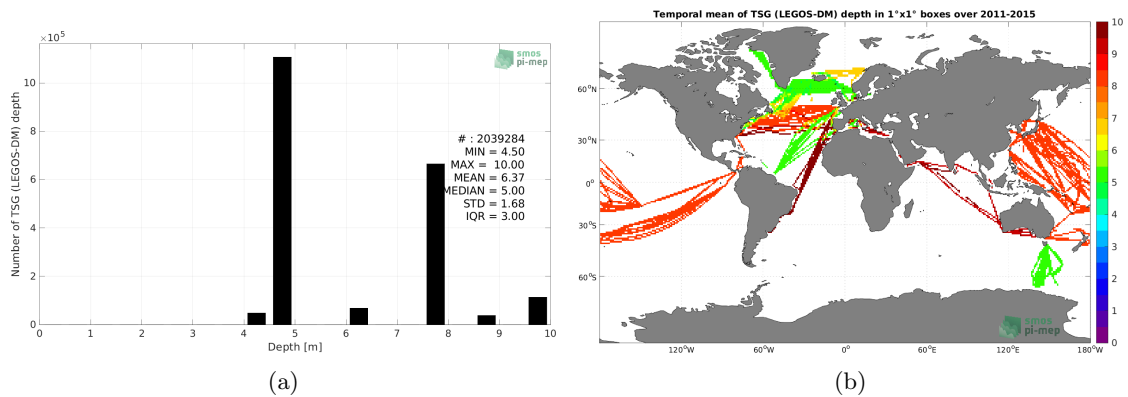 ×10⁵
smos
pi-mep
10
8
6
4
2
0
Number of TSG (LEGOS-DM) depth
# : 2039284
MIN = 4.50
MAX = 10.00
MEAN = 6.37
MEDIAN = 5.00
STD = 1.68
IQR = 3.00
0 1 2 3 4 5 6 7 8 9 10
Depth [m]
(a)
Temporal mean of TSG (LEGOS-DM) depth in 1°x1° boxes over 2011-2015
60°N
30°N
0°
30°S
60°S
120°W 60°W 0° 60°E 120°E 180°W
10
9
8
7
6
5
4
3
2
1
0
smos
pi-mep
(b)